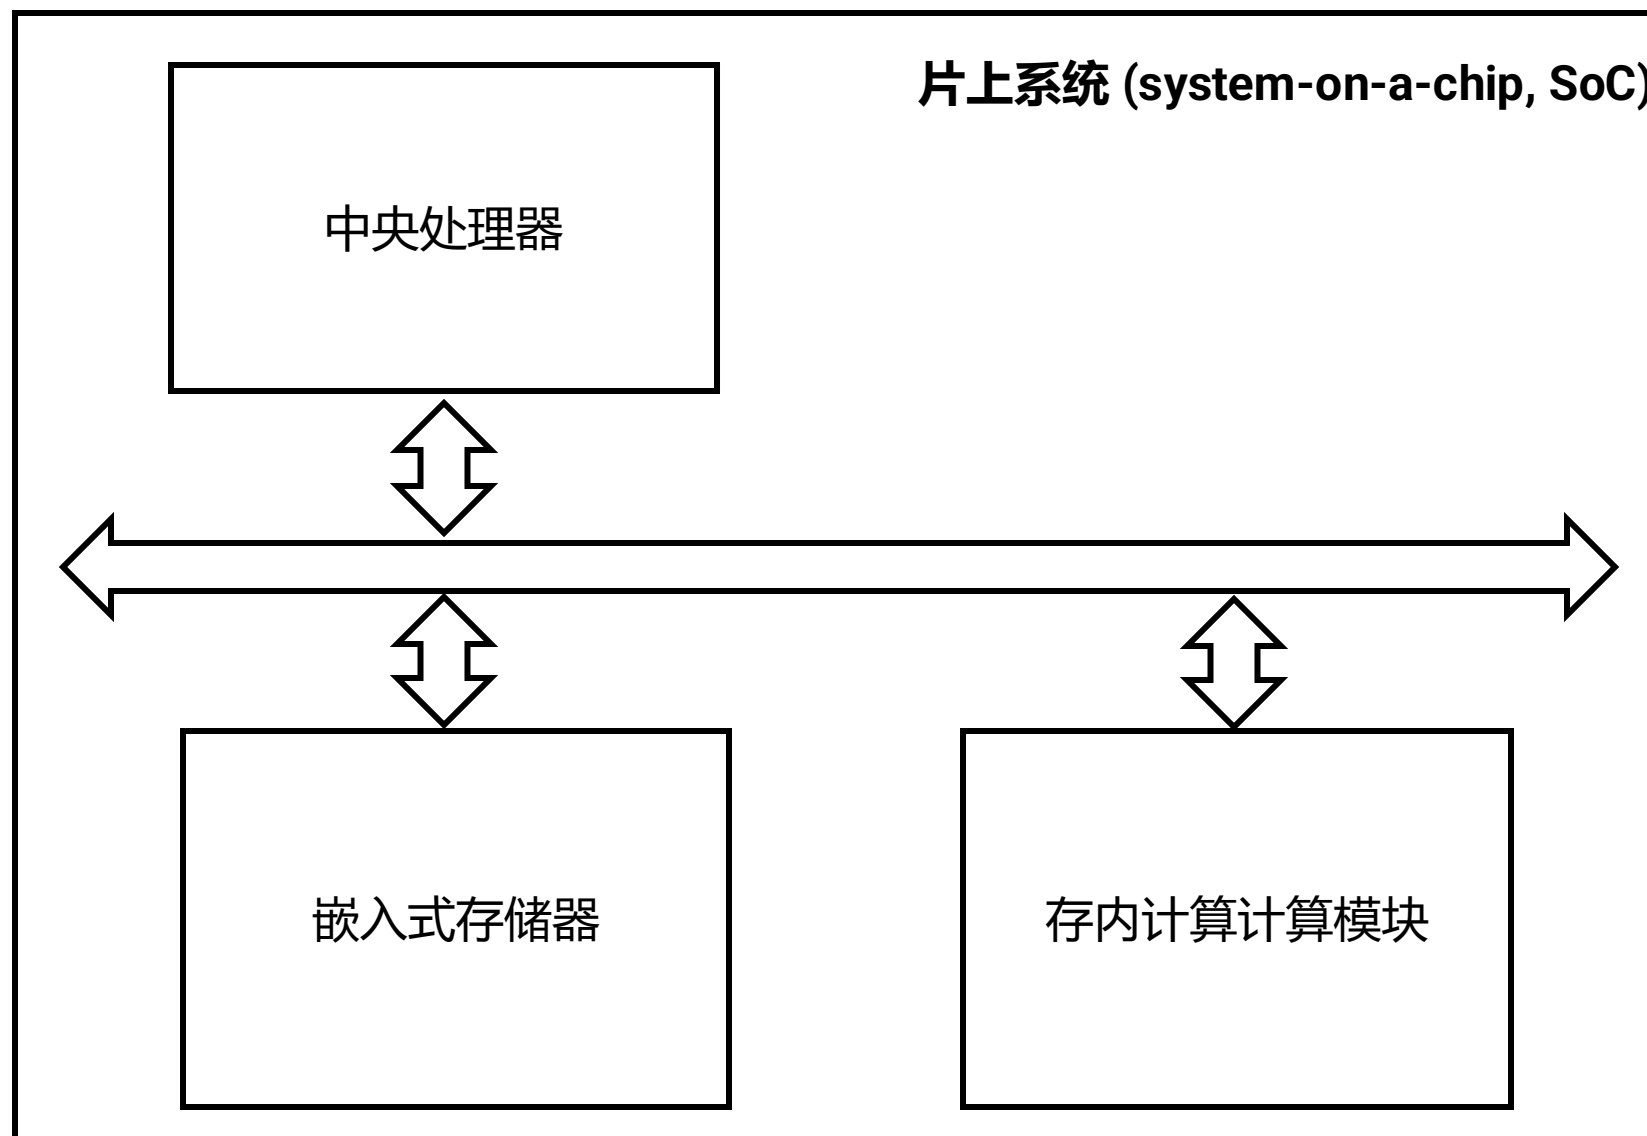 片上系统 (system-on-a-chip, SoC)
中央处理器
嵌入式存储器
存内计算计算模块